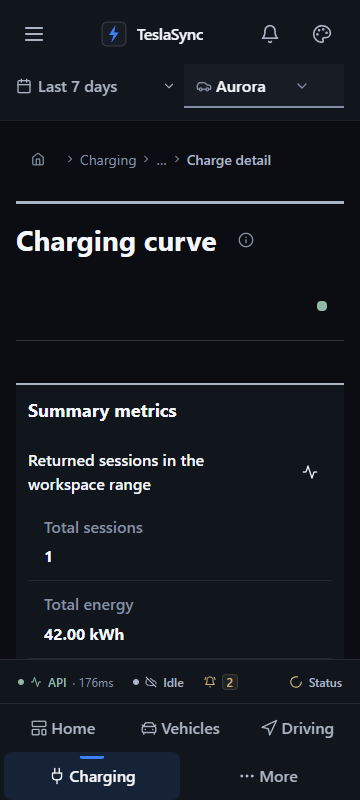 TeslaSync
Last 7 days
Aurora
Charging ... Charge detail
Charging curve
Summary metrics
Returned sessions in the
workspace range
Total sessions
1
Total energy
42.00 kWh
API · 176ms Idle 2 Status
Home Vehicles Driving
Charging More